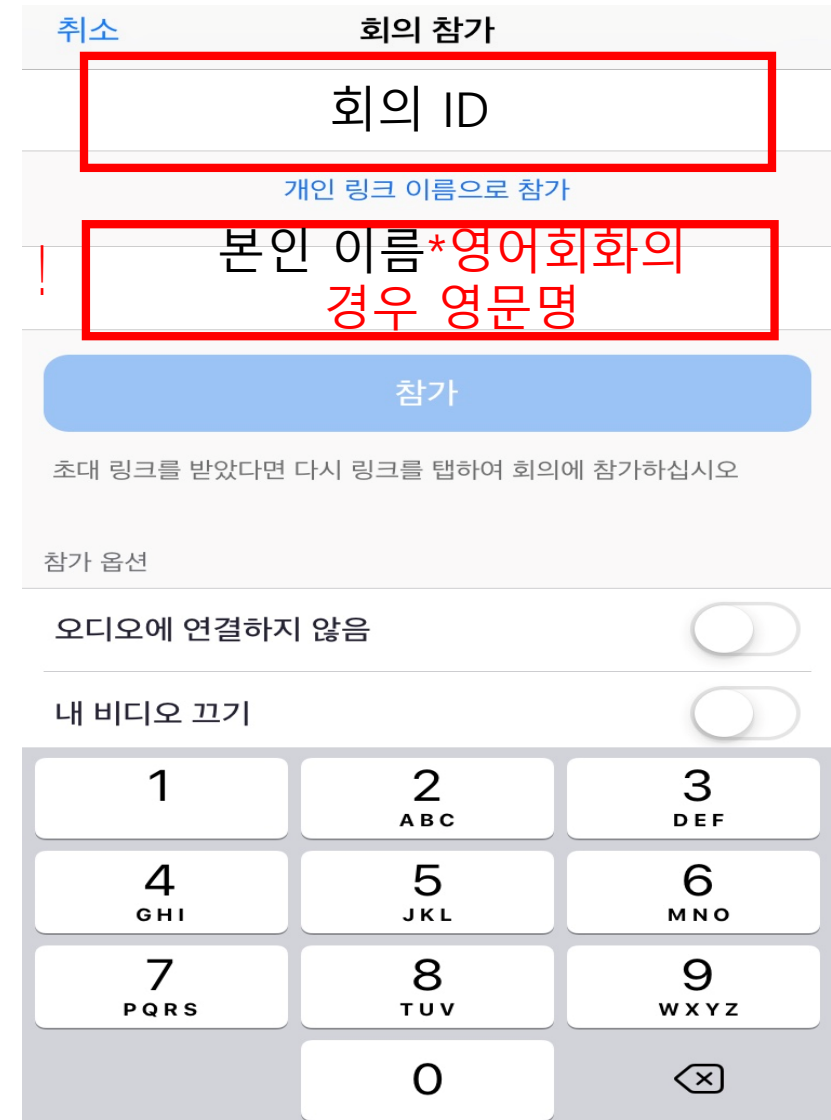 취소 회의 참가
회의 ID
개인 링크 이름으로 참가
! 본인 이름*영어회화의
경우 영문명
참가
초대 링크를 받았다면 다시 링크를 탭하여 회의에 참가하십시오
참가 옵션
오디오에 연결하지 않음
내 비디오 끄기
1 2 3
ABC DEF
4 5 6
GHI JKL MNO
7 8 9
PQRS TUV WXYZ
0